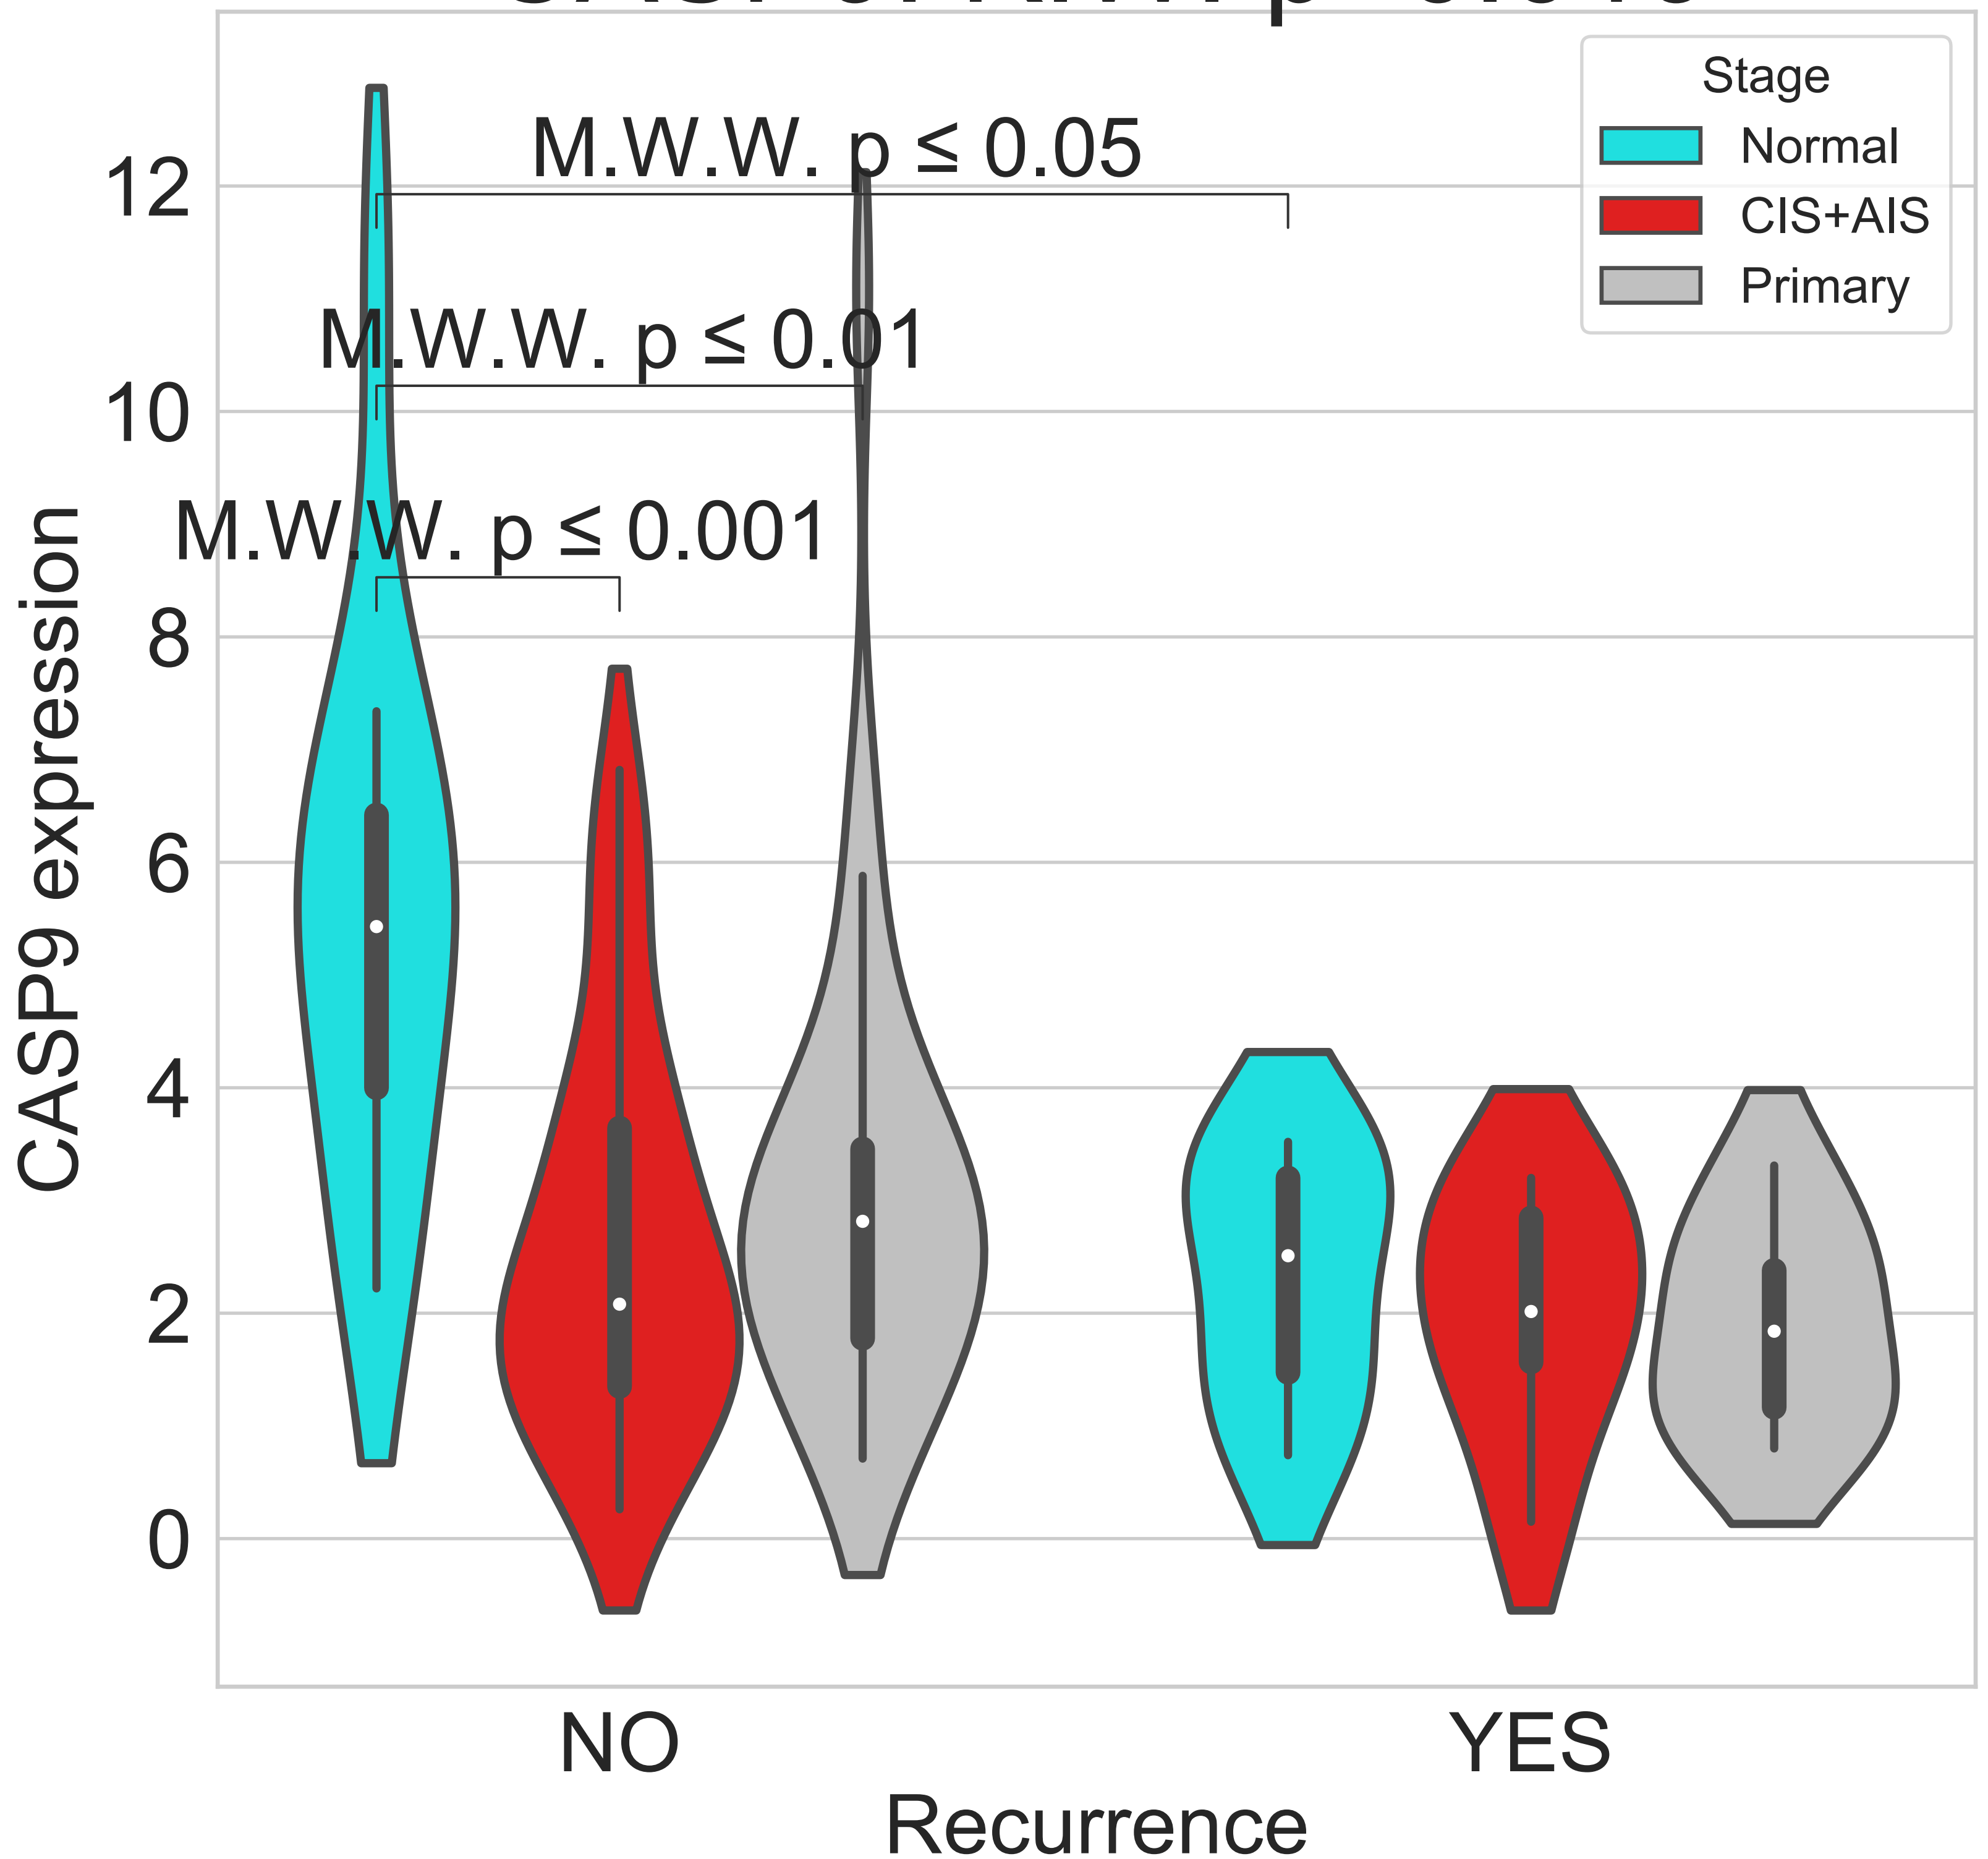 Stage
Normal
CIS+AIS
Primary
M.W.W. p ≤ 0.05
M.W.W. p ≤ 0.01
M.W.W. p ≤ 0.001
12
10
8
6
4
2
0
CASP9 expression
NO
YES
Recurrence